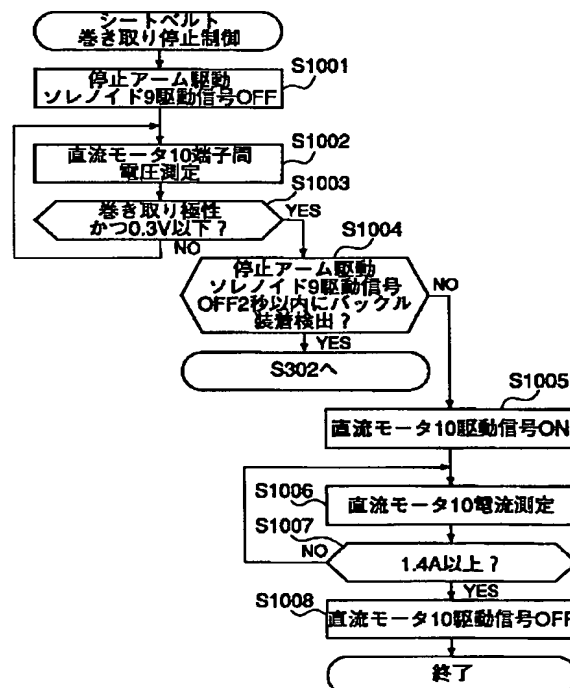 シートベルト
巻き取り停止制御
S1001
停止アーム駆動
ソレノイド9駆動信号OFF
S1002
直流モータ10端子間
電圧測定
S1003
巻き取り極性
かつ0.3V以下？
YES
NO
S1004
停止アーム駆動
ソレノイド9駆動信号
OFF2秒以内にバックル
装着検出？
NO
YES
S302へ
S1005
直流モータ10駆動信号ON
S1006
直流モータ10電流測定
S1007
NO
1.4A以上？
YES
S1008
直流モータ10駆動信号OFF
終了